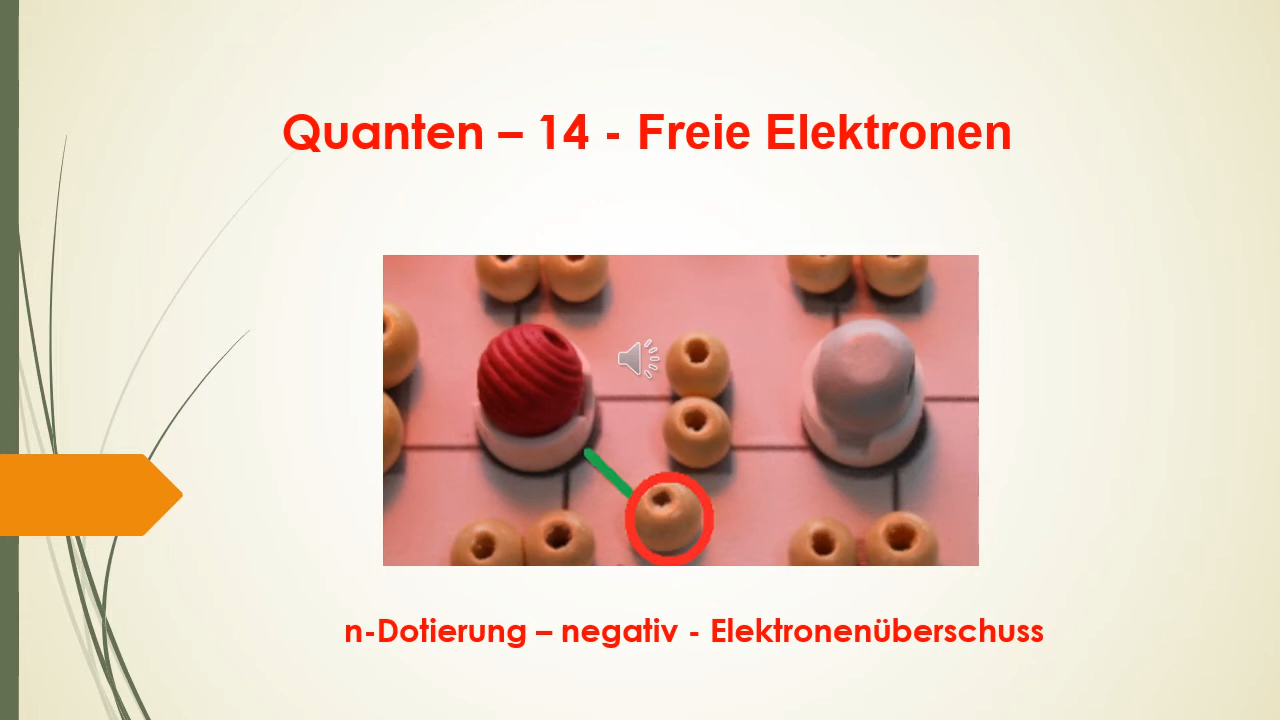 Quanten – 14 - Freie Elektronen
n-Dotierung – negativ - Elektronenüberschuss